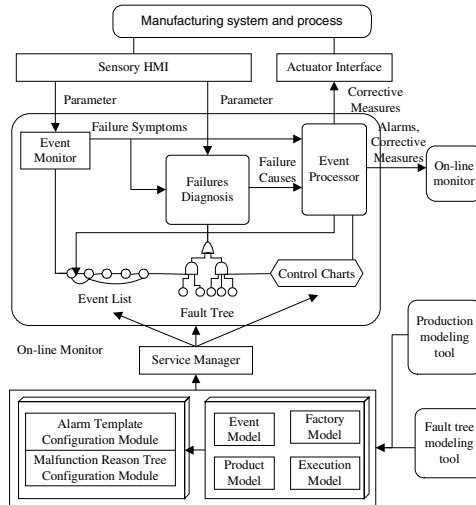 Manufacturing system and process
Sensory HMI
Actuator Interface
Parameter
Parameter
Corrective
Measures
Failure Symptoms
Alarms,
Corrective
Measures
Event
Monitor
Failures
Diagnosis
Failure
Causes
Event
Processor
On-line
monitor
Event List
Fault Tree
Control Charts
On-line Monitor
Service Manager
Production
modeling
tool
Alarm Template
Configuration Module
Malfunction Reason Tree
Configuration Module
Event
Model
Factory
Model
Product
Model
Execution
Model
Fault tree
modeling
tool